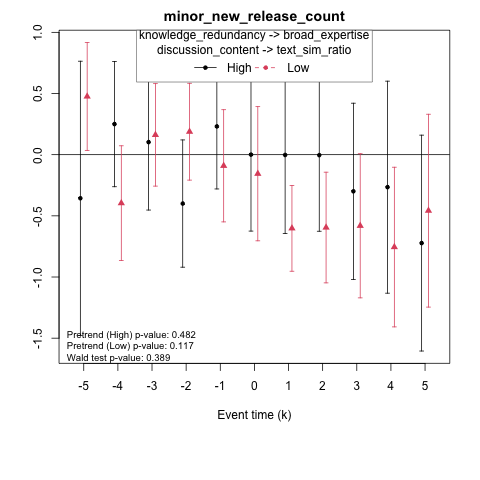 minor_new_release_count
knowledge_redundancy -> broad_expertise
discussion_content -> text_sim_ratio
High Low
1.0
0.5
0.0
-0.5
-1.0
-1.5
Pretrend (High) p-value: 0.482
Pretrend (Low) p-value: 0.117
Wald test p-value: 0.389
-5 -4 -3 -2 -1 0 1 2 3 4 5
Event time (k)